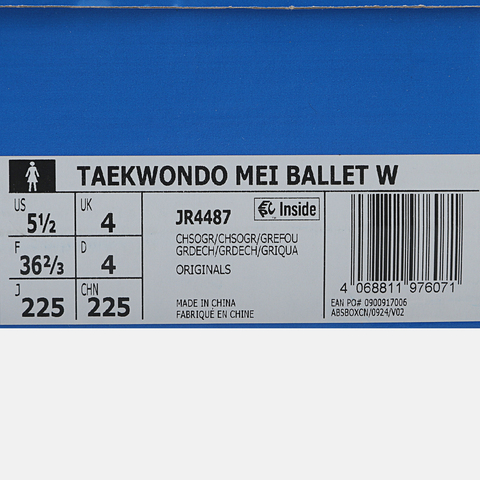 TAEKWONDO MEI BALLET W
US
5½
UK
4
F
36⅔
D
4
J
225
CHN
225
JR4487
Inside
CHSOGR/CHSOGR/GREFOU
GRDECH/GRDECH/GRIQUA
ORIGINALS
MADE IN CHINA
FABRIQUÉ EN CHINE
4 068811 976071
EAN PO# 0900917006
ABSBOXCN/0924/V02